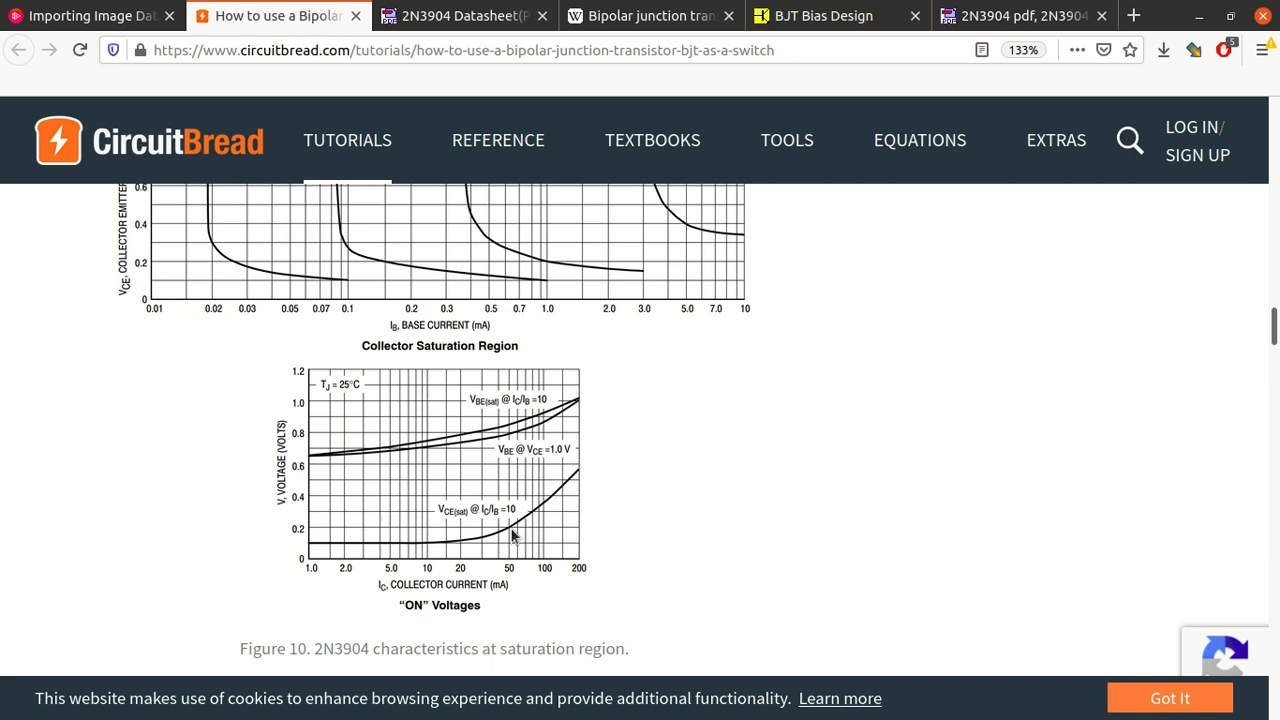 Importing Image Dat
How to use a Bipolar
2N3904 Datasheet(P
Bipolar junction tran
BJT Bias Design
2N3904 pdf, 2N3904
https://www.circuitbread.com/tutorials/how-to-use-a-bipolar-junction-transistor-bjt-as-a-switch
133%
5
CircuitBread
TUTORIALS
REFERENCE
TEXTBOOKS
TOOLS
EQUATIONS
EXTRAS
LOG IN/
SIGN UP
VCE, COLLECTOR EMITTER
0.6
0.4
0.2
0
0.01 0.02 0.03 0.05 0.07 0.1 0.2 0.3 0.5 0.7 1.0 2.0 3.0 5.0 7.0 10
IB, BASE CURRENT (mA)
Collector Saturation Region
V, VOLTAGE (VOLTS)
1.2
1.0
0.8
0.6
0.4
0.2
0
TJ = 25°C
VBE(sat) @ IC/IB =10
VBE @ VCE =1.0 V
VCE(sat) @ IC/IB =10
1.0 2.0 5.0 10 20 50 100 200
IC, COLLECTOR CURRENT (mA)
“ON” Voltages
Figure 10. 2N3904 characteristics at saturation region.
This website makes use of cookies to enhance browsing experience and provide additional functionality. Learn more
Got It